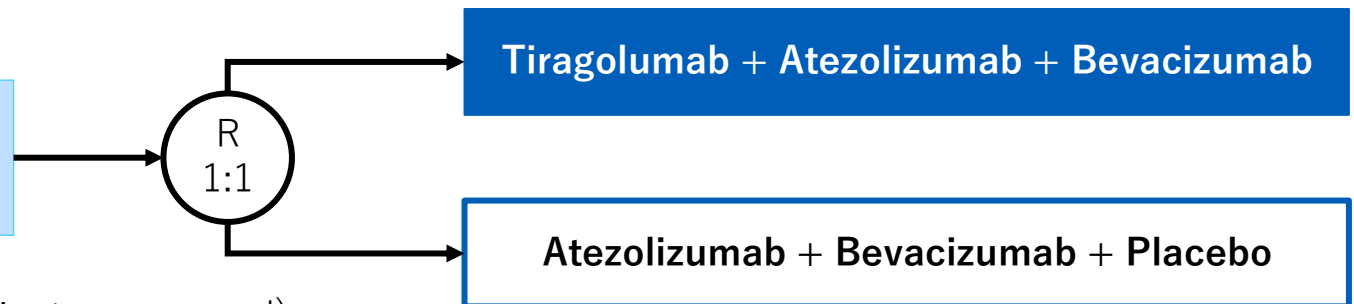 Tiragolumab + Atezolizumab + Bevacizumab
R
1:1
Atezolizumab + Bevacizumab + Placebo